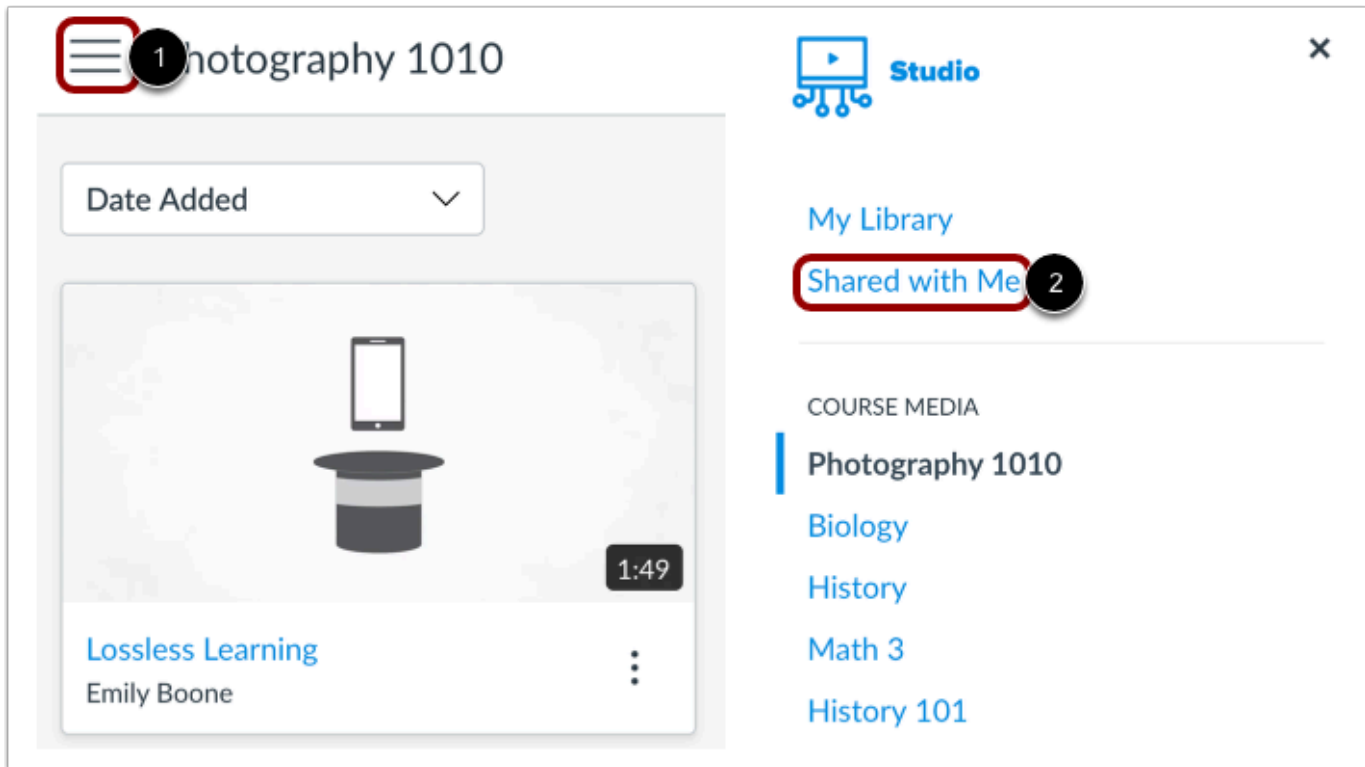 1
hotography 1010
Date Added
1:49
Lossless Learning
Emily Boone
Studio
×
My Library
Shared with Me
2
COURSE MEDIA
Photography 1010
Biology
History
Math 3
History 101